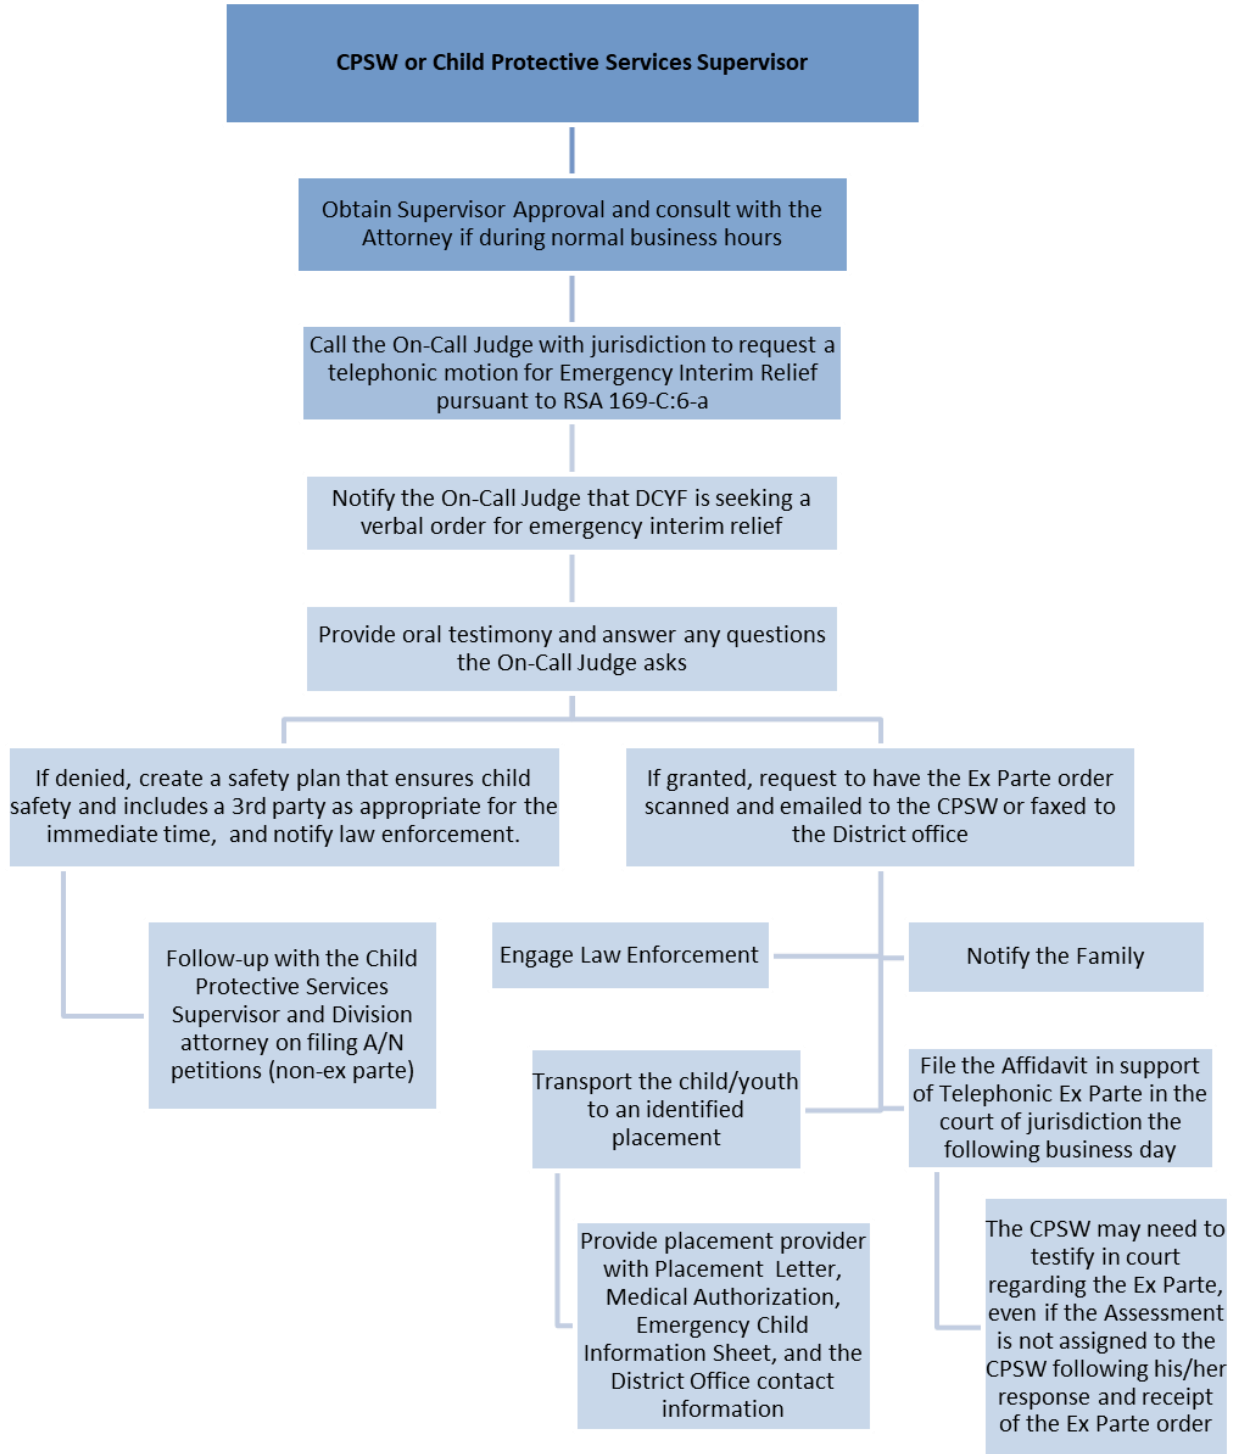 CPSW or Child Protective Services Supervisor
Obtain Supervisor Approval and consult with the
Attorney if during normal business hours
Call the On-Call Judge with jurisdiction to request a
telephonic motion for Emergency Interim Relief
pursuant to RSA 169-C:6-a
Notify the On-Call Judge that DCYF is seeking a
verbal order for emergency interim relief
Provide oral testimony and answer any questions
the On-Call Judge asks
If denied, create a safety plan that ensures child
safety and includes a 3rd party as appropriate for the
immediate time, and notify law enforcement.
Follow-up with the Child
Protective Services
Supervisor and Division
attorney on filing A/N
petitions (non-ex parte)
If granted, request to have the Ex Parte order
scanned and emailed to the CPSW or faxed to
the District office
Engage Law Enforcement
Notify the Family
Transport the child/youth
to an identified
placement
Provide placement provider
with Placement Letter,
Medical Authorization,
Emergency Child
Information Sheet, and the
District Office contact
information
File the Affidavit in support
of Telephonic Ex Parte in the
court of jurisdiction the
following business day
The CPSW may need to
testify in court
regarding the Ex Parte,
even if the Assessment
is not assigned to the
CPSW following his/her
response and receipt
of the Ex Parte order